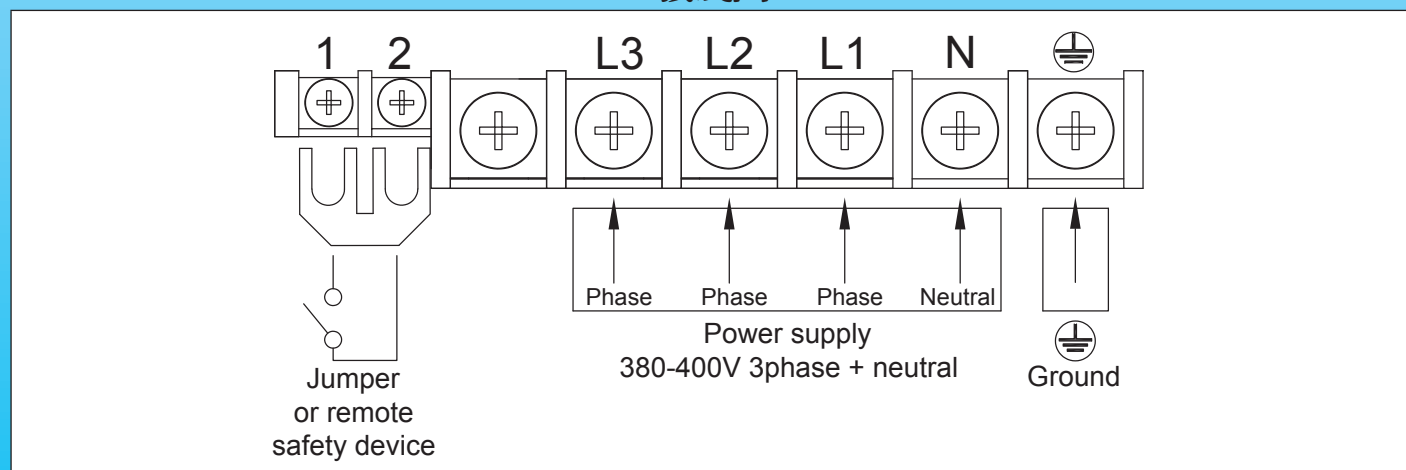 1 2 L3 L2 L1 N
Phase Phase Phase Neutral
Power supply
380-400V 3phase + neutral
Ground
Jumper
or remote
safety device